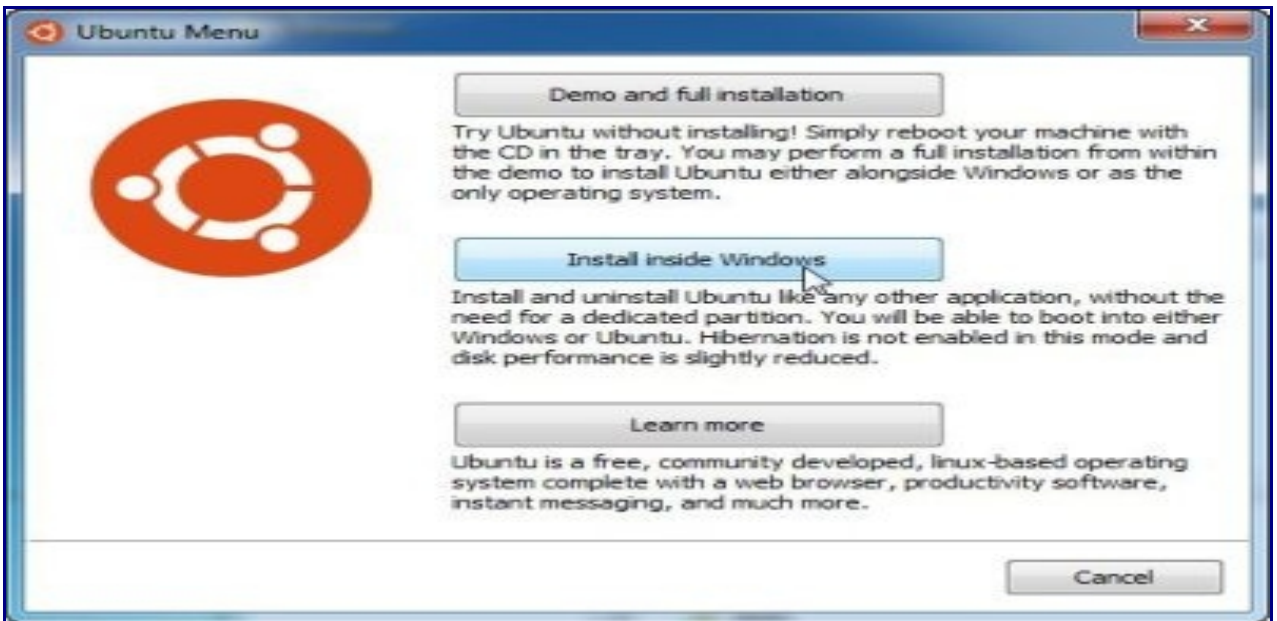 Ubuntu Menu
Demo and full installation
Try Ubuntu without installing! Simply reboot your machine with
the CD in the tray. You may perform a full installation from within
the demo to install Ubuntu either alongside Windows or as the
only operating system.
Install inside Windows
Install and uninstall Ubuntu like any other application, without the
need for a dedicated partition. You will be able to boot into either
Windows or Ubuntu. Hibernation is not enabled in this mode and
disk performance is slightly reduced.
Learn more
Ubuntu is a free, community developed, linux-based operating
system complete with a web browser, productivity software,
instant messaging, and much more.
Cancel